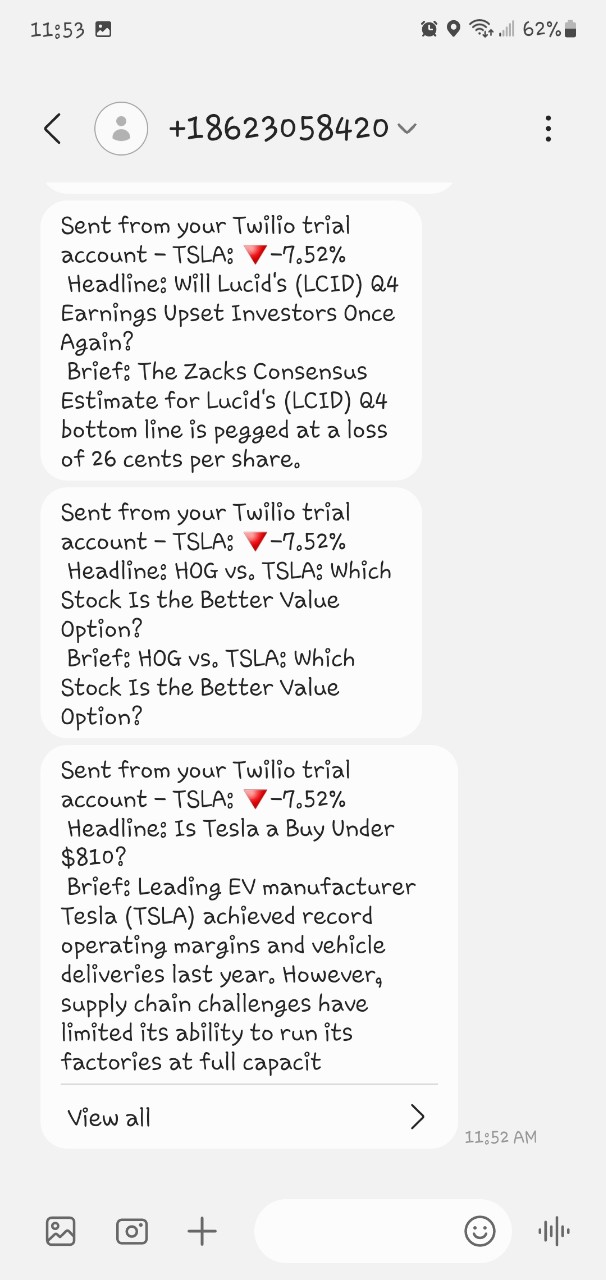 11:53 62%
+18623058420
Sent from your Twilio trial
account - TSLA: 🔻-7.52%
Headline: Will Lucid's (LCID) Q4
Earnings Upset Investors Once
Again?
Brief: The Zacks Consensus
Estimate for Lucid's (LCID) Q4
bottom line is pegged at a loss
of 26 cents per share.
Sent from your Twilio trial
account - TSLA: 🔻-7.52%
Headline: HOG vs. TSLA: Which
Stock Is the Better Value
Option?
Brief: HOG vs. TSLA: Which
Stock Is the Better Value
Option?
Sent from your Twilio trial
account - TSLA: 🔻-7.52%
Headline: Is Tesla a Buy Under
$810?
Brief: Leading EV manufacturer
Tesla (TSLA) achieved record
operating margins and vehicle
deliveries last year. However,
supply chain challenges have
limited its ability to run its
factories at full capacit
View all
11:52 AM